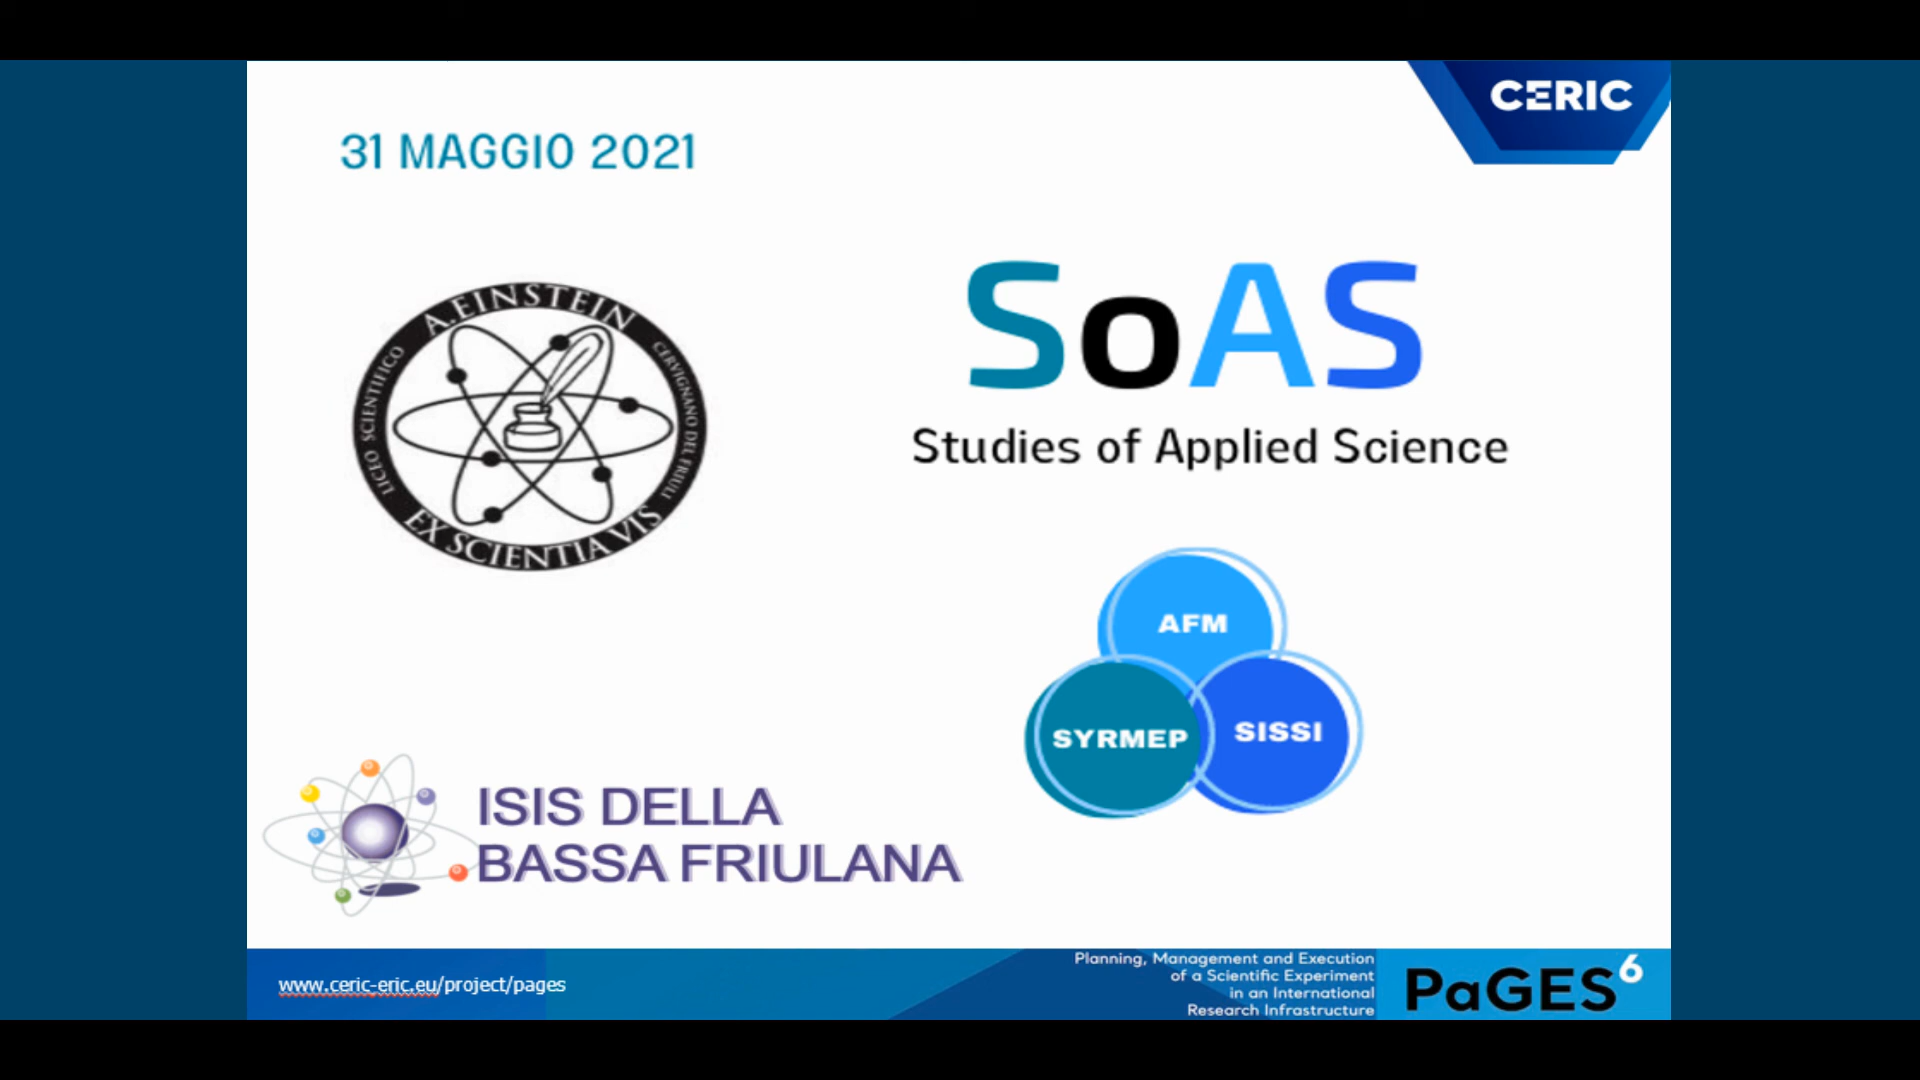 CERIC
31 MAGGIO 2021
A.EINSTEIN
LICEO SCIENTIFICO
CERVIGNANO DEL FRIULI
EX SCIENTIA VIS
SoAS
Studies of Applied Science
AFM
SYRMEP
SISSI
ISIS DELLA
BASSA FRIULANA
www.ceric-eric.eu/project/pages
Planning, Management and Execution
of a Scientific Experiment
in an International
Research Infrastructure
PaGES6